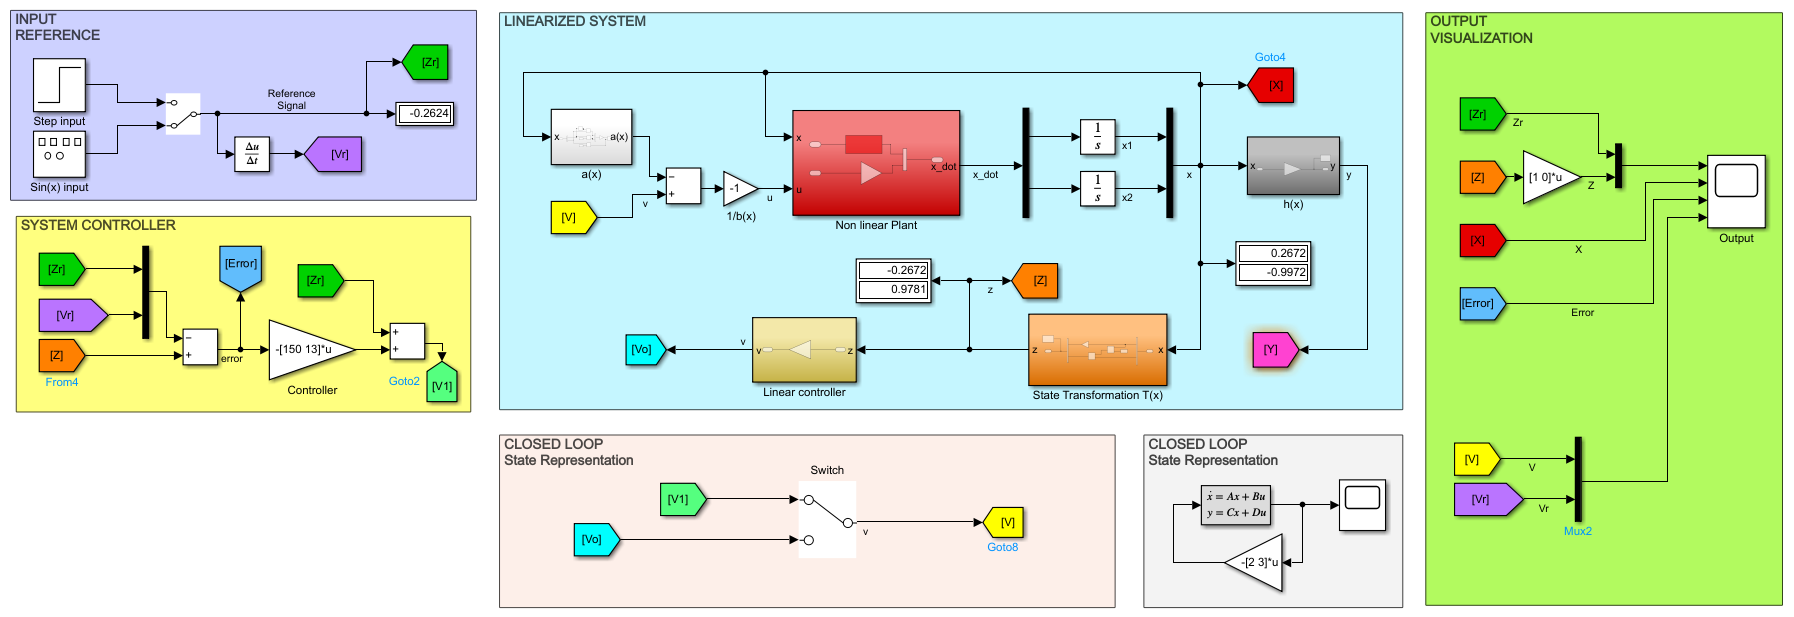 INPUT
REFERENCE
Step input
Sin(x) input
Reference
Signal
[Zr]
-0.2624
Δu
Δt
[Vr]
SYSTEM CONTROLLER
[Zr]
[Vr]
[Z]
From4
[Error]
error
[Zr]
-[150 13]*u
Controller
Goto2
[V1]
LINEARIZED SYSTEM
Goto4
[X]
x
a(x)
a(x)
[V]
v
-1
1/b(x)
u
x
u
x_dot
Non linear Plant
x_dot
1
s
x1
1
s
x2
x
x
y
h(x)
y
0.2672
-0.9972
-0.2672
0.9781
z
[Z]
[Vo]
v
v
z
Linear controller
z
x
State Transformation T(x)
[Y]
CLOSED LOOP
State Representation
Switch
[V1]
[Vo]
v
[V]
Goto8
CLOSED LOOP
State Representation
ẋ = Ax + Bu
y = Cx + Du
-[2 3]*u
OUTPUT
VISUALIZATION
[Zr]
Zr
[Z]
[1 0]*u
Z
[X]
X
[Error]
Error
Output
[V]
V
[Vr]
Vr
Mux2